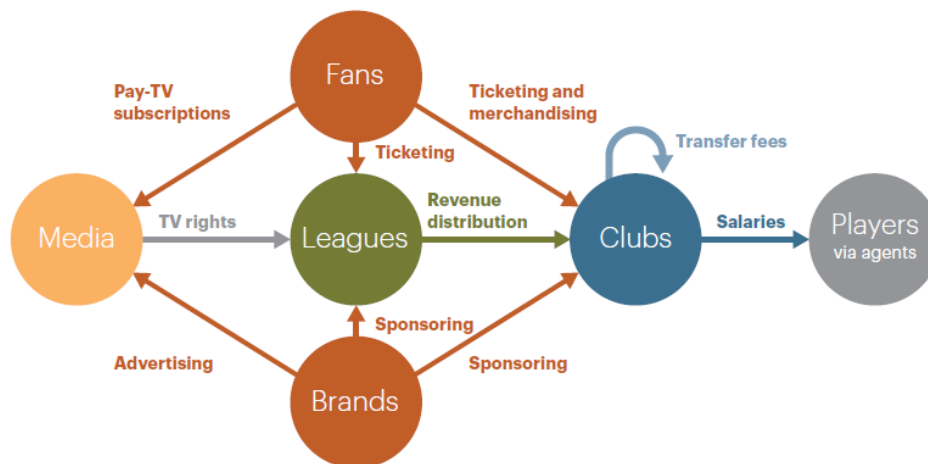 Fans
Pay-TV
subscriptions
Ticketing and
merchandising
Transfer fees
Ticketing
Media
TV rights
Leagues
Revenue
distribution
Clubs
Salaries
Players
via agents
Sponsoring
Advertising
Sponsoring
Brands